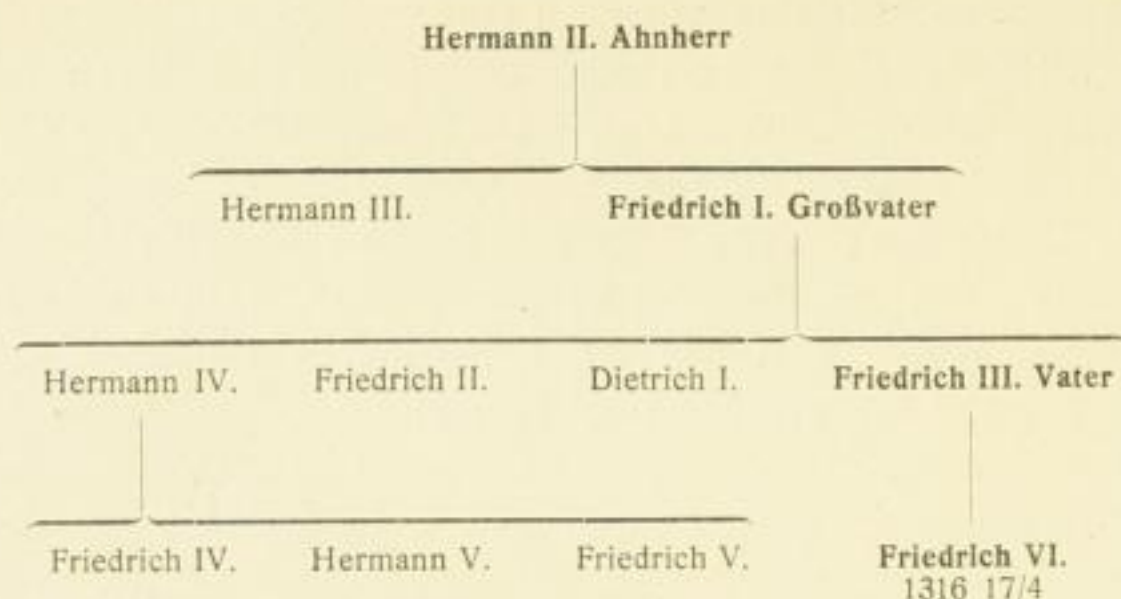 Hermann II. Ahnherr
Hermann III. Friedrich I. Großvater
Hermann IV. Friedrich II. Dietrich I. Friedrich III. Vater
Friedrich IV. Hermann V. Friedrich V. Friedrich VI.
1316 17/4